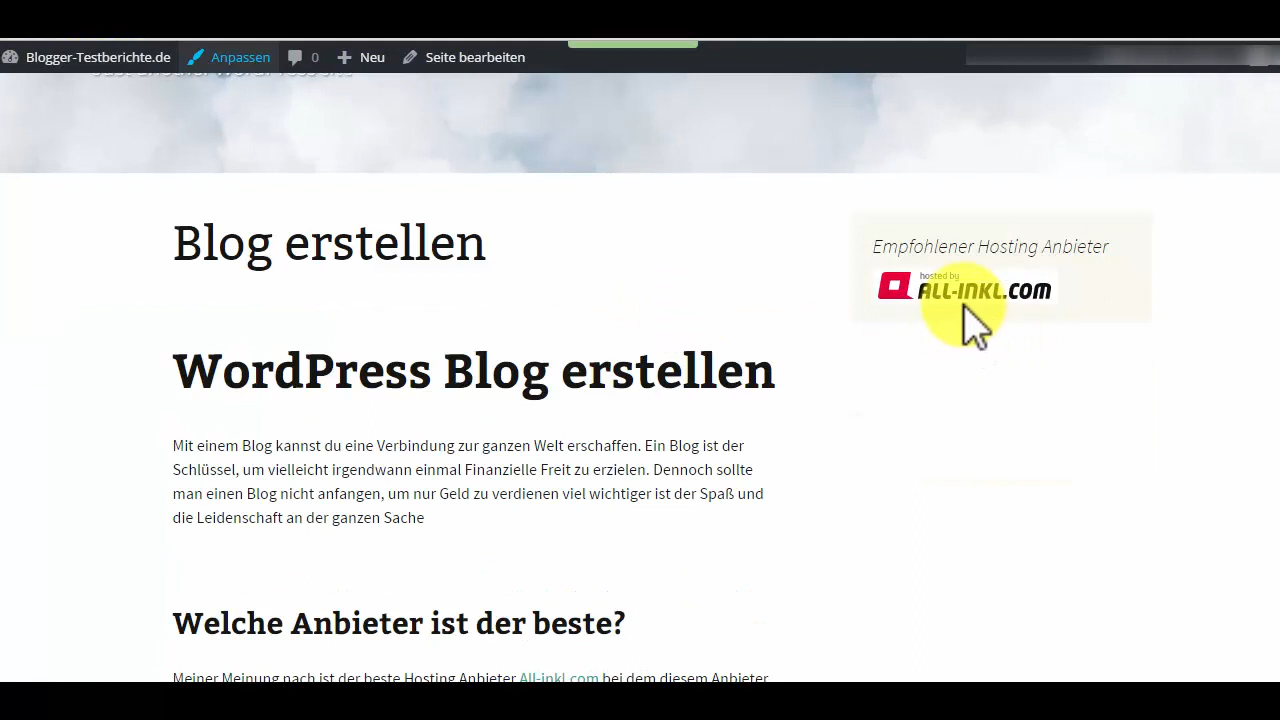 Blogger-Testberichte.de Anpassen 0 Neu Seite bearbeiten
Blog erstellen
Empfohlener Hosting Anbieter
hosted by
ALL-INKL.COM
WordPress Blog erstellen
Mit einem Blog kannst du eine Verbindung zur ganzen Welt erschaffen. Ein Blog ist der
Schlüssel, um vielleicht irgendwann einmal Finanzielle Freit zu erzielen. Dennoch sollte
man einen Blog nicht anfangen, um nur Geld zu verdienen viel wichtiger ist der Spaß und
die Leidenschaft an der ganzen Sache
Welche Anbieter ist der beste?
Meiner Meinung nach ist der beste Hosting Anbieter All-inkl.com bei dem diesem Anbieter